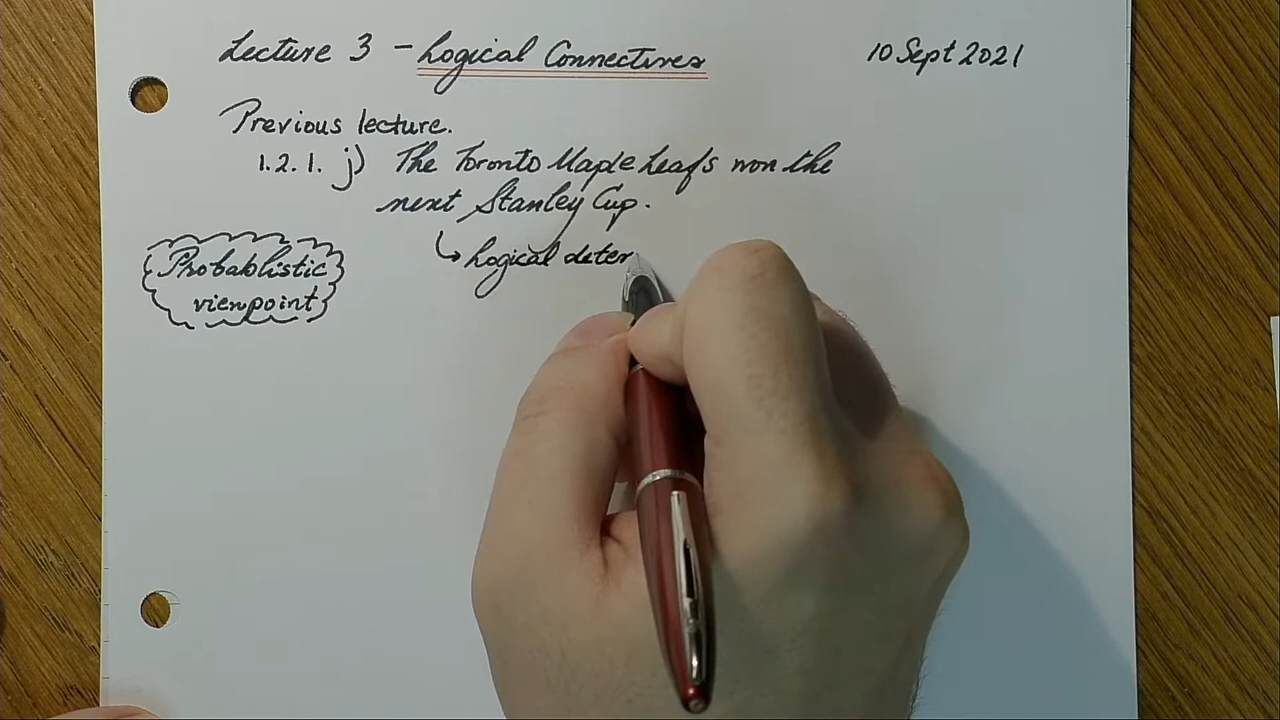 Lecture 3 - Logical Connectives
10 Sept 2021
Previous lecture.
1.2.1. j) The Toronto Maple Leafs won the
next Stanley Cup.
Probablistic
viewpoint
↳ Logical deter